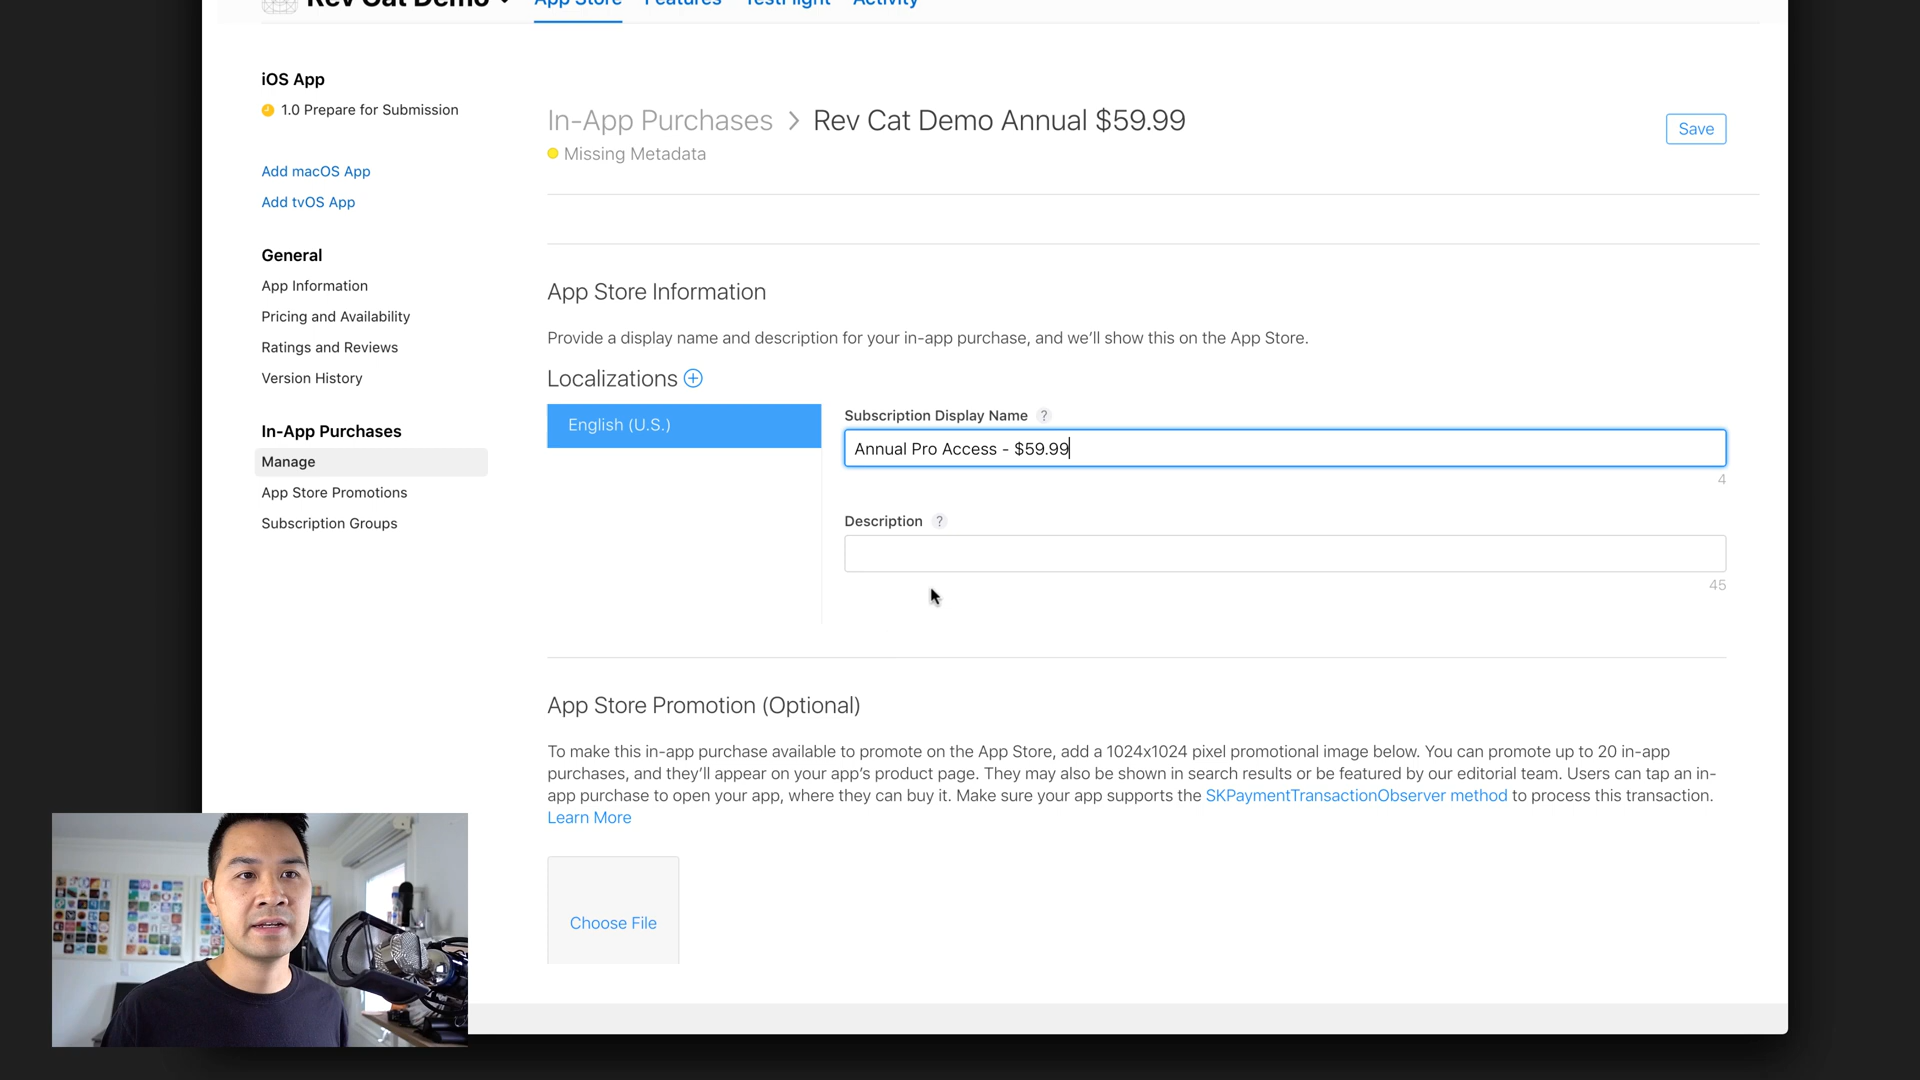 Rev Cat Demo
App Store Features TestFlight Activity
iOS App
1.0 Prepare for Submission
Add macOS App
Add tvOS App
General
App Information
Pricing and Availability
Ratings and Reviews
Version History
In-App Purchases
Manage
App Store Promotions
Subscription Groups
In-App Purchases > Rev Cat Demo Annual $59.99
Missing Metadata
Save
App Store Information
Provide a display name and description for your in-app purchase, and we’ll show this on the App Store.
Localizations
English (U.S.)
Subscription Display Name ?
Annual Pro Access - $59.99
4
Description ?
45
App Store Promotion (Optional)
To make this in-app purchase available to promote on the App Store, add a 1024x1024 pixel promotional image below. You can promote up to 20 in-app
purchases, and they’ll appear on your app’s product page. They may also be shown in search results or be featured by our editorial team. Users can tap an in-
app purchase to open your app, where they can buy it. Make sure your app supports the SKPaymentTransactionObserver method to process this transaction.
Learn More
Choose File